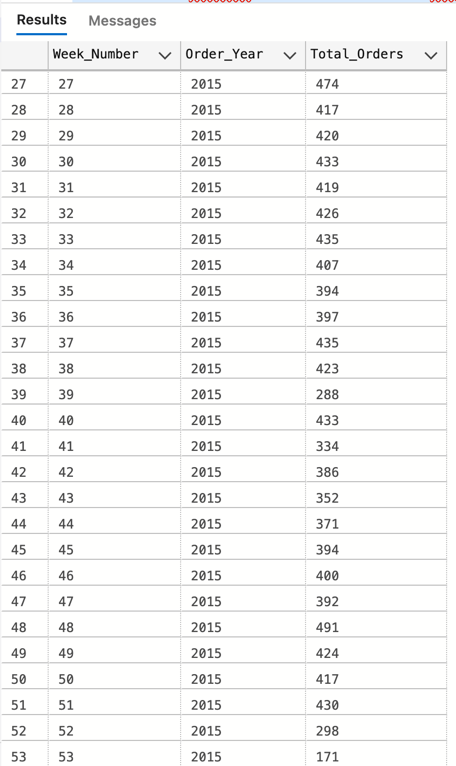 Results Messages
Week_Number Order_Year Total_Orders
27 27 2015 474
28 28 2015 417
29 29 2015 420
30 30 2015 433
31 31 2015 419
32 32 2015 426
33 33 2015 435
34 34 2015 407
35 35 2015 394
36 36 2015 397
37 37 2015 435
38 38 2015 423
39 39 2015 288
40 40 2015 433
41 41 2015 334
42 42 2015 386
43 43 2015 352
44 44 2015 371
45 45 2015 394
46 46 2015 400
47 47 2015 392
48 48 2015 491
49 49 2015 424
50 50 2015 417
51 51 2015 430
52 52 2015 298
53 53 2015 171